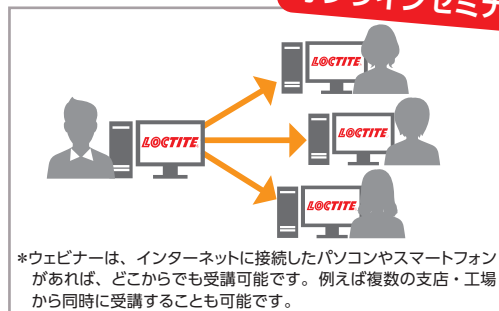 オンラインセミナ
LOCTITE
LOCTITE
LOCTITE
LOCTITE
*ウェビナーは、インターネットに接続したパソコンやスマートフォン
があれば、どこからでも受講可能です。例えば複数の支店・工場
から同時に受講することも可能です。